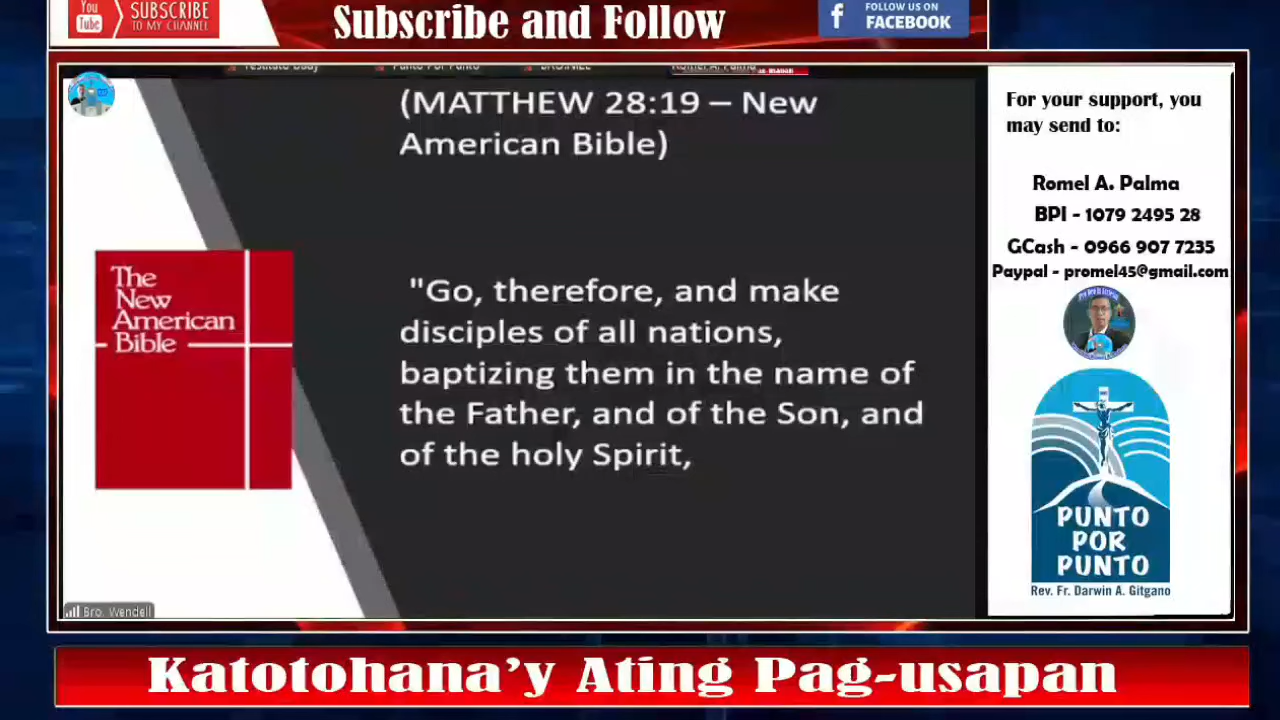 You
Tube
SUBSCRIBE
TO MY CHANNEL
Subscribe and Follow
f
FOLLOW US ON
FACEBOOK
(MATTHEW 28:19 – New
American Bible)
The
New
American
Bible
"Go, therefore, and make
disciples of all nations,
baptizing them in the name of
the Father, and of the Son, and
of the holy Spirit,
Bro. Wendell
For your support, you
may send to:
Romel A. Palma
BPI - 1079 2495 28
GCash - 0966 907 7235
Paypal - promel45@gmail.com
PUNTO
POR
PUNTO
Rev. Fr. Darwin A. Gitgano
Katotohana’y Ating Pag-usapan